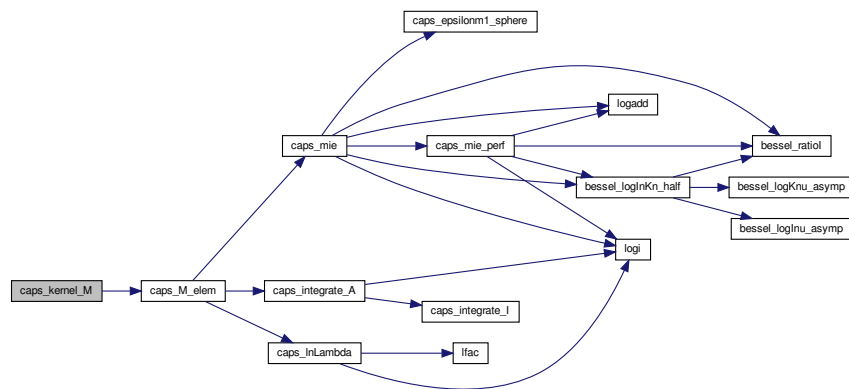 caps_epsilonm1_sphere
logadd
caps_mie
caps_mie_perf
bessel_ratioI
bessel_logInKn_half
bessel_logKnu_asymp
bessel_logInu_asymp
logi
caps_kernel_M
caps_M_elem
caps_integrate_A
caps_integrate_I
caps_lnLambda
lfac